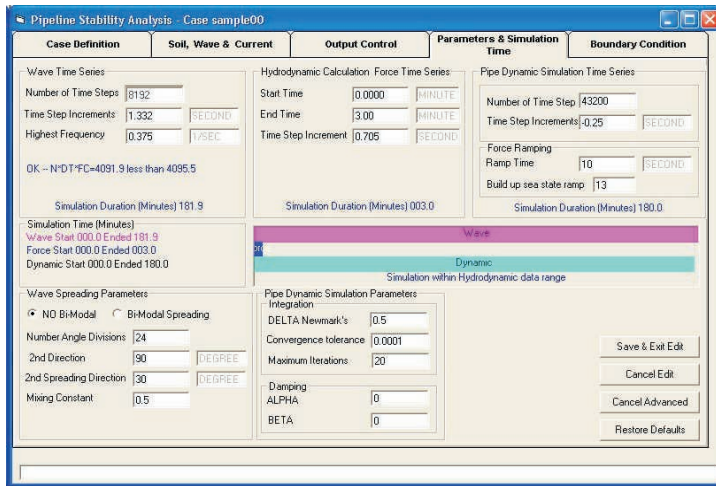 Pipeline Stability Analysis - Case sample00
Case Definition
Soil, Wave & Current
Output Control
Parameters & Simulation Time
Boundary Condition
Wave Time Series
Number of Time Steps 8192
Time Step Increments 1.332 SECOND
Highest Frequency 0.375 1/SEC
OK -- N*DT*FC=4091.9 less than 4095.5
Simulation Duration (Minutes) 181.9
Hydrodynamic Calculation Force Time Series
Start Time 0.0000 MINUTE
End Time 3.00 MINUTE
Time Step Increment 0.705 SECOND
Simulation Duration (Minutes) 003.0
Pipe Dynamic Simulation Time Series
Number of Time Step 43200
Time Step Increments -0.25 SECOND
Force Ramping
Ramp Time 10 SECOND
Build up sea state ramp 13
Simulation Duration (Minutes) 180.0
Simulation Time (Minutes)
Wave Start 000.0 Ended 181.9
Force Start 000.0 Ended 003.0
Dynamic Start 000.0 Ended 180.0
Wave
Dynamic
Simulation within Hydrodynamic data range
Wave Spreading Parameters
NO Bi-Modal Bi-Modal Spreading
Number Angle Divisions 24
2nd Direction 90 DEGREE
2nd Spreading Direction 30 DEGREE
Mixing Constant 0.5
Pipe Dynamic Simulation Parameters
Integration
DELTA Newmark's 0.5
Convergence tolerance 0.0001
Maximum Iterations 20
Damping
ALPHA 0
BETA 0
Save & Exit Edit
Cancel Edit
Cancel Advanced
Restore Defaults